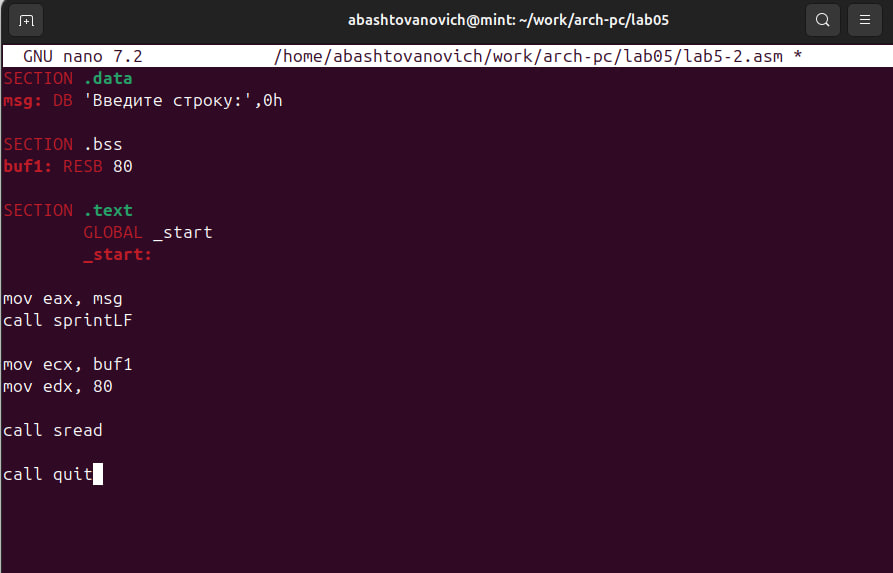 abashtovanovich@mint: ~/work/arch-pc/lab05
GNU nano 7.2 /home/abashtovanovich/work/arch-pc/lab05/lab5-2.asm *
SECTION .data
msg: DB 'Введите строку:',0h
SECTION .bss
buf1: RESB 80
SECTION .text
GLOBAL _start
_start:
mov eax, msg
call sprintLF
mov ecx, buf1
mov edx, 80
call sread
call quit